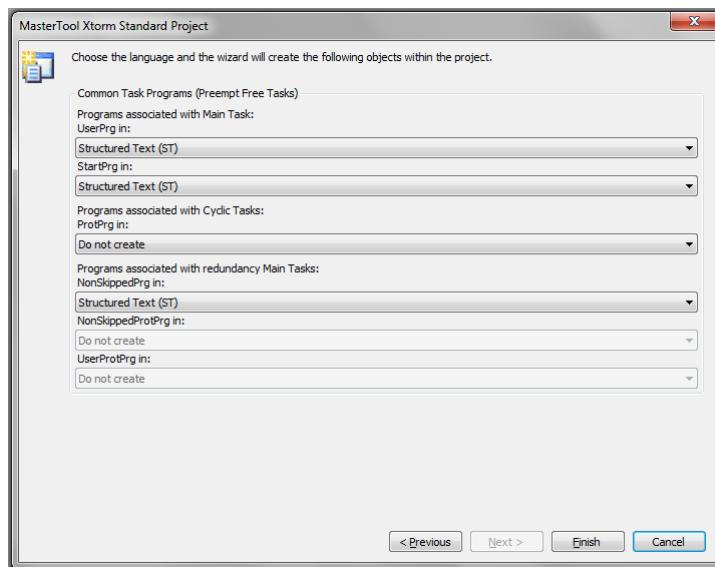 MasterTool Xtorm Standard Project
Choose the language and the wizard will create the following objects within the project.
Common Task Programs (Preempt Free Tasks)
Programs associated with Main Task:
UserPrg in:
Structured Text (ST)
StartPrg in:
Structured Text (ST)
Programs associated with Cyclic Tasks:
ProtPrg in:
Do not create
Programs associated with redundancy Main Tasks:
NonSkippedPrg in:
Structured Text (ST)
NonSkippedProtPrg in:
Do not create
UserProtPrg in:
Do not create
< Previous Next > Finish Cancel